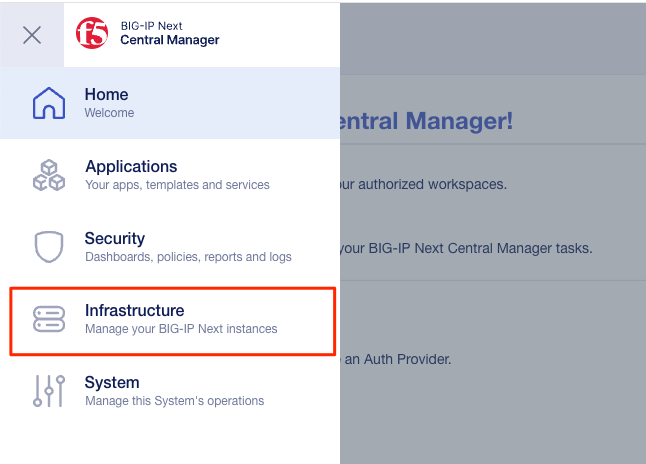 f5
BIG-IP Next
Central Manager
Home
Welcome
Applications
Your apps, templates and services
Security
Dashboards, policies, reports and logs
Infrastructure
Manage your BIG-IP Next instances
System
Manage this System's operations
entral Manager!
our authorized workspaces.
your BIG-IP Next Central Manager tasks.
an Auth Provider.